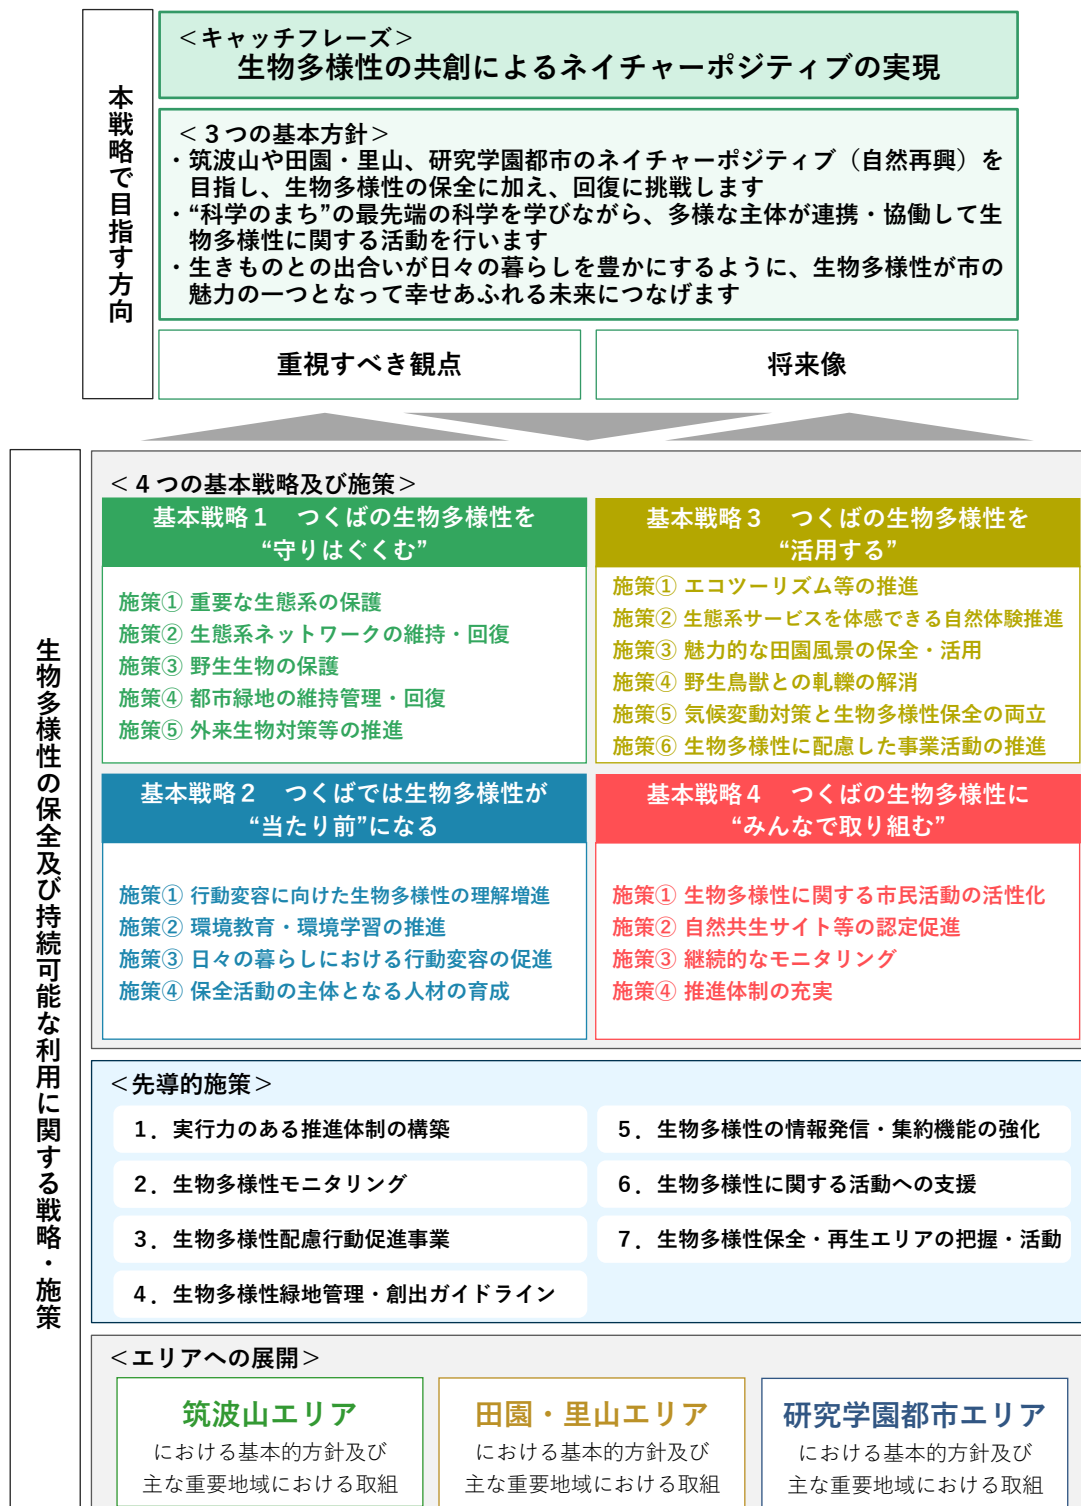 本戦略で目指す方向
<キャッチフレーズ>
生物多様性の共創によるネイチャーポジティブの実現
<３つの基本方針>
・筑波山や田園・里山、研究学園都市のネイチャーポジティブ（自然再興）を
目指し、生物多様性の保全に加え、回復に挑戦します
・“科学のまち”の最先端の科学を学びながら、多様な主体が連携・協働して生
物多様性に関する活動を行います
・生きものとの出合いが日々の暮らしを豊かにするように、生物多様性が市の
魅力の一つとなって幸せあふれる未来につなげます
重視すべき観点
将来像
生物多様性の保全及び持続可能な利用に関する戦略・施策
<４つの基本戦略及び施策>
基本戦略１　つくばの生物多様性を
“守りはぐくむ”
施策① 重要な生態系の保護
施策② 生態系ネットワークの維持・回復
施策③ 野生生物の保護
施策④ 都市緑地の維持管理・回復
施策⑤ 外来生物対策等の推進
基本戦略３　つくばの生物多様性を
“活用する”
施策① エコツーリズム等の推進
施策② 生態系サービスを体感できる自然体験推進
施策③ 魅力的な田園風景の保全・活用
施策④ 野生鳥獣との軋轢の解消
施策⑤ 気候変動対策と生物多様性保全の両立
施策⑥ 生物多様性に配慮した事業活動の推進
基本戦略２　つくばでは生物多様性が
“当たり前”になる
施策① 行動変容に向けた生物多様性の理解増進
施策② 環境教育・環境学習の推進
施策③ 日々の暮らしにおける行動変容の促進
施策④ 保全活動の主体となる人材の育成
基本戦略４　つくばの生物多様性に
“みんなで取り組む”
施策① 生物多様性に関する市民活動の活性化
施策② 自然共生サイト等の認定促進
施策③ 継続的なモニタリング
施策④ 推進体制の充実
<先導的施策>
１．実行力のある推進体制の構築
２．生物多様性モニタリング
３．生物多様性配慮行動促進事業
４．生物多様性緑地管理・創出ガイドライン
５．生物多様性の情報発信・集約機能の強化
６．生物多様性に関する活動への支援
７．生物多様性保全・再生エリアの把握・活動
<エリアへの展開>
筑波山エリア
における基本的方針及び
主な重要地域における取組
田園・里山エリア
における基本的方針及び
主な重要地域における取組
研究学園都市エリア
における基本的方針及び
主な重要地域における取組